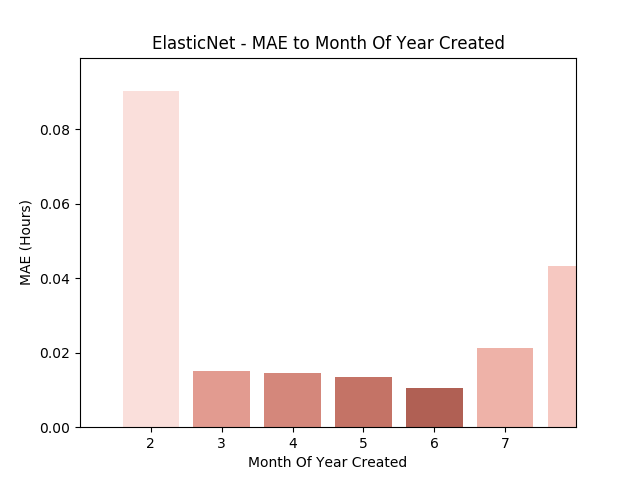 ElasticNet - MAE to Month Of Year Created
MAE (Hours)
0.08
0.06
0.04
0.02
0.00
2 3 4 5 6 7
Month Of Year Created